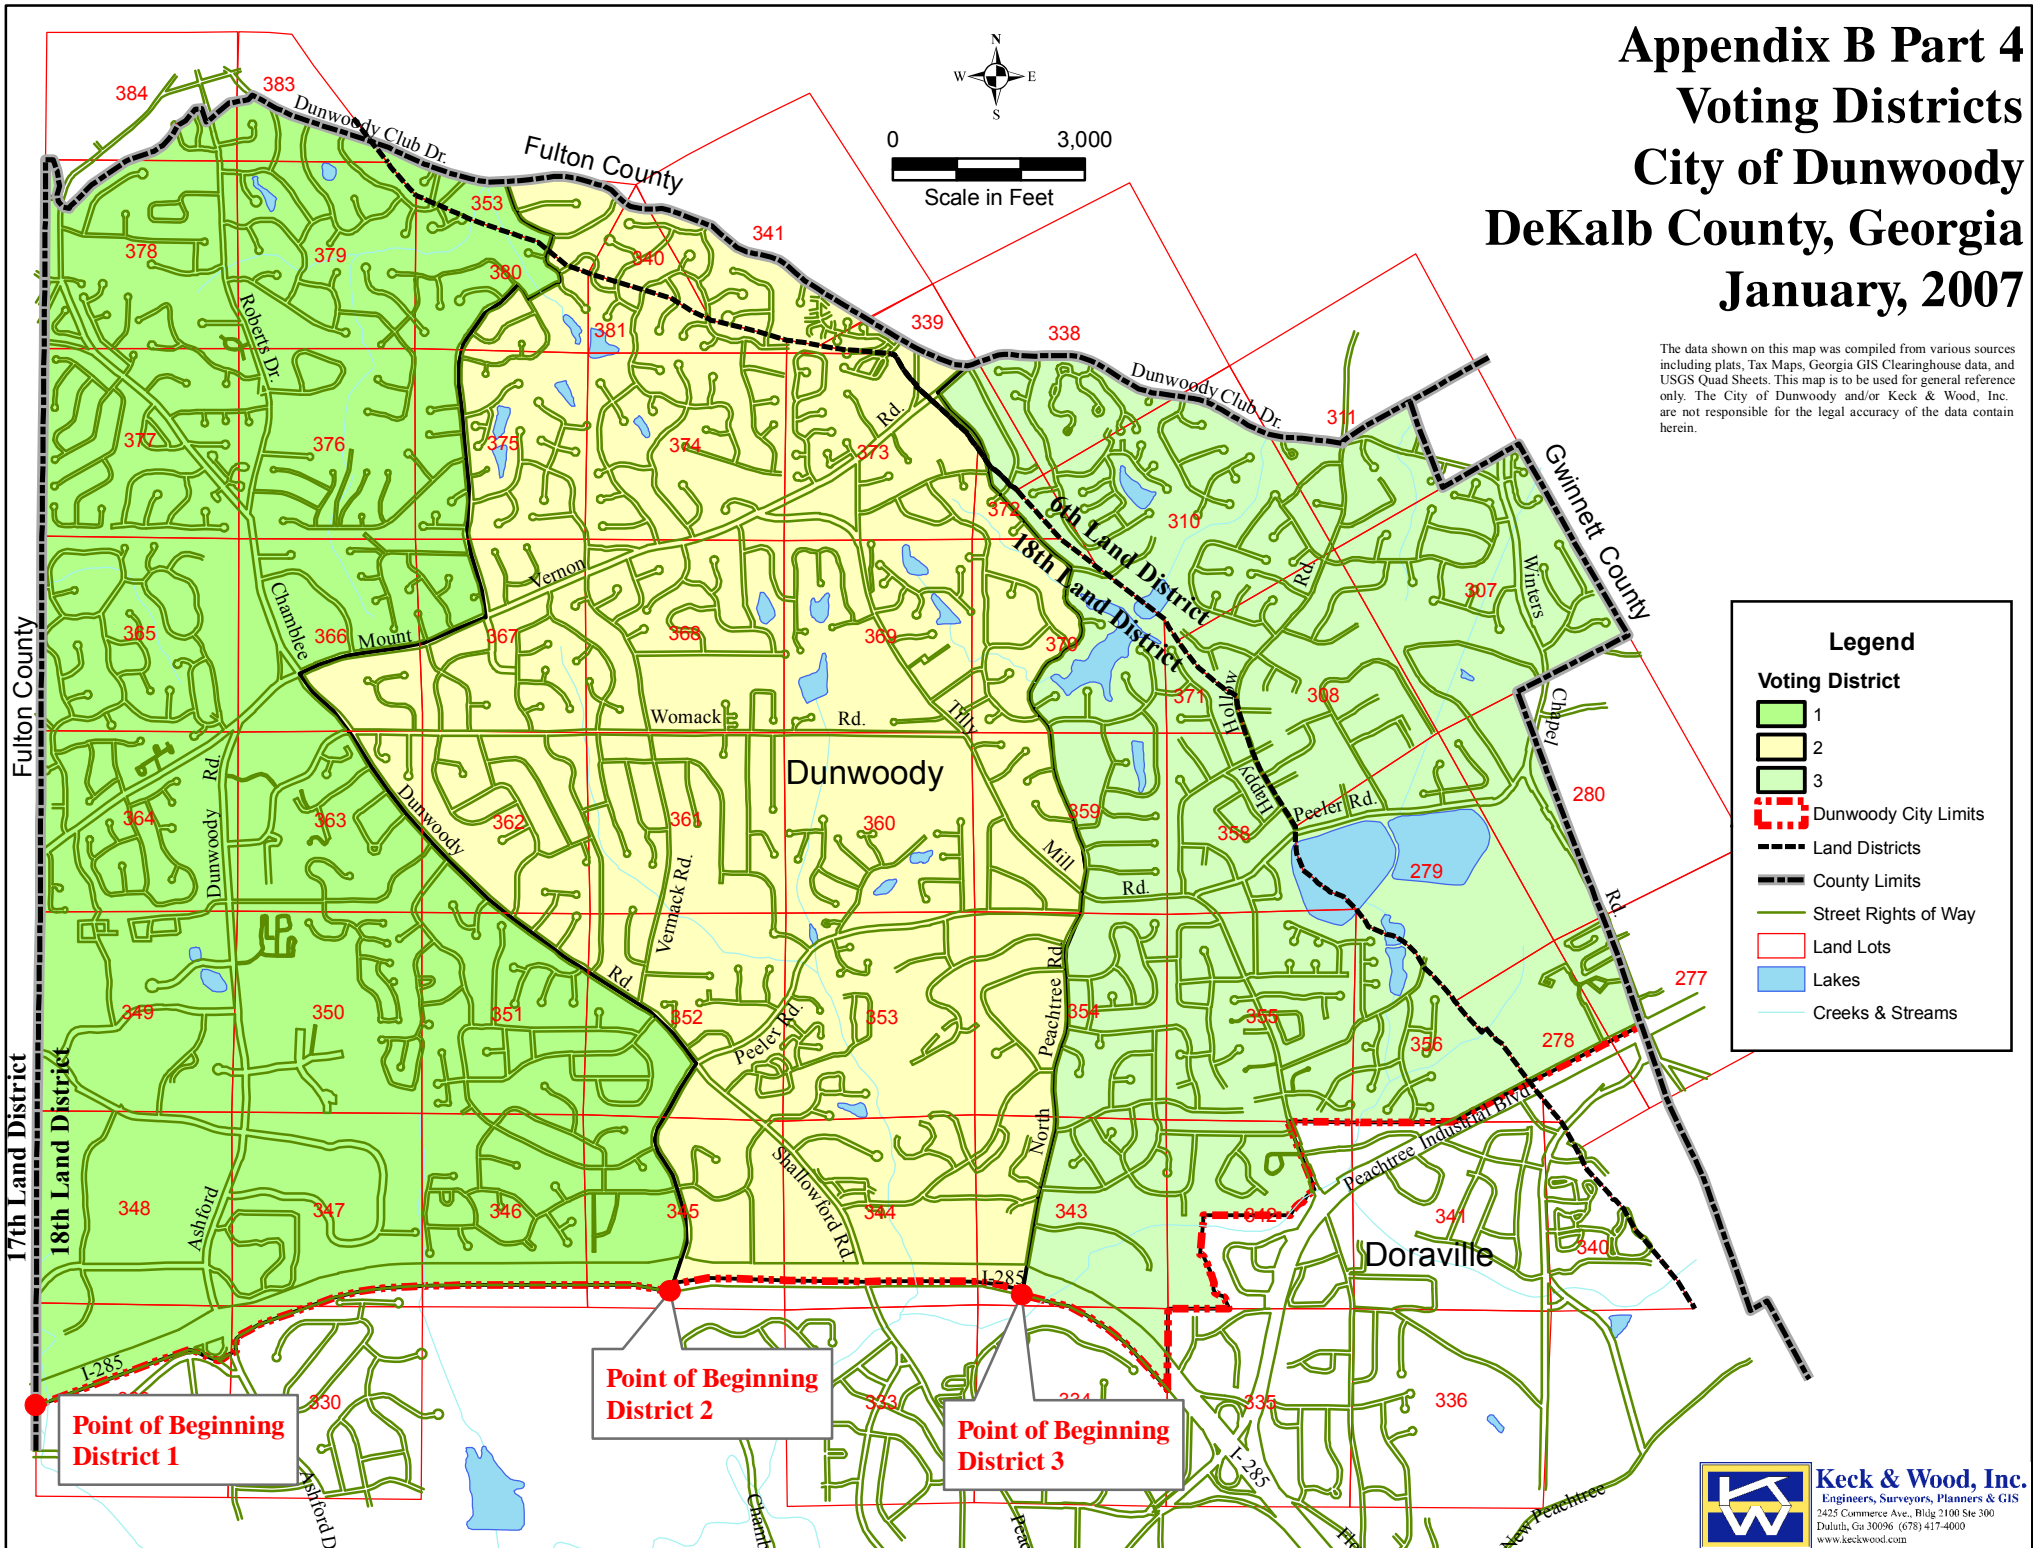 Appendix B Part 4
Voting Districts
City of Dunwoody
DeKalb County, Georgia
January, 2007
The data shown on this map was compiled from various sources
including plats, Tax Maps, Georgia GIS Clearinghouse data, and
USGS Quad Sheets. This map is to be used for general reference
only. The City of Dunwoody and/or Keck & Wood, Inc.
are not responsible for the legal accuracy of the data contain
herein.
N
W E
S
0 3,000
Scale in Feet
384
383
Dunwoody Club Dr.
Fulton County
353
341
378
379
380
340
381
339
338
Dunwoody Club Dr.
311
Roberts Dr.
377
376
375
374
373
Rd.
372
310
6th Land District
18th Land District
Gwinnett County
307
Winters
Rd.
Vernon
Chamblee
Mount
365
366
367
368
369
370
371
308
Hollow
Happy
Fulton County
Womack
Rd.
Tilly
Chapel
280
Dunwoody
Rd.
Dunwoody
Dunwoody
364
363
362
361
360
359
358
Peeler Rd.
279
Mill
Rd.
Rd.
Vernack Rd.
Rd.
349
350
351
352
353
354
355
356
278
277
Peeler Rd.
Peachtree Rd
North
Peachtree Industrial Blvd
17th Land District
18th Land District
348
347
346
345
344
343
342
341
340
Ashford
Shallowford Rd.
Doraville
I-285
I-285
I-285
330
333
334
335
336
Point of Beginning
District 1
Point of Beginning
District 2
Point of Beginning
District 3
Ashford D
Chamb
Peac
New Peachtree
Legend
Voting District
1
2
3
Dunwoody City Limits
Land Districts
County Limits
Street Rights of Way
Land Lots
Lakes
Creeks & Streams
Keck & Wood, Inc.
Engineers, Surveyors, Planners & GIS
2425 Commerce Ave., Bldg 2100 Ste 300
Duluth, Ga 30096 (678) 417-4000
www.keckwood.com